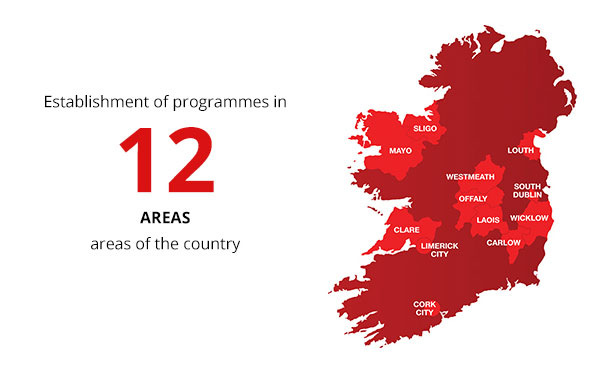 Establishment of programmes in
12
AREAS
areas of the country
SLIGO
MAYO
LOUTH
WESTMEATH
SOUTH
DUBLIN
OFFALY
LAOIS
WICKLOW
CLARE
CARLOW
LIMERICK
CITY
CORK
CITY